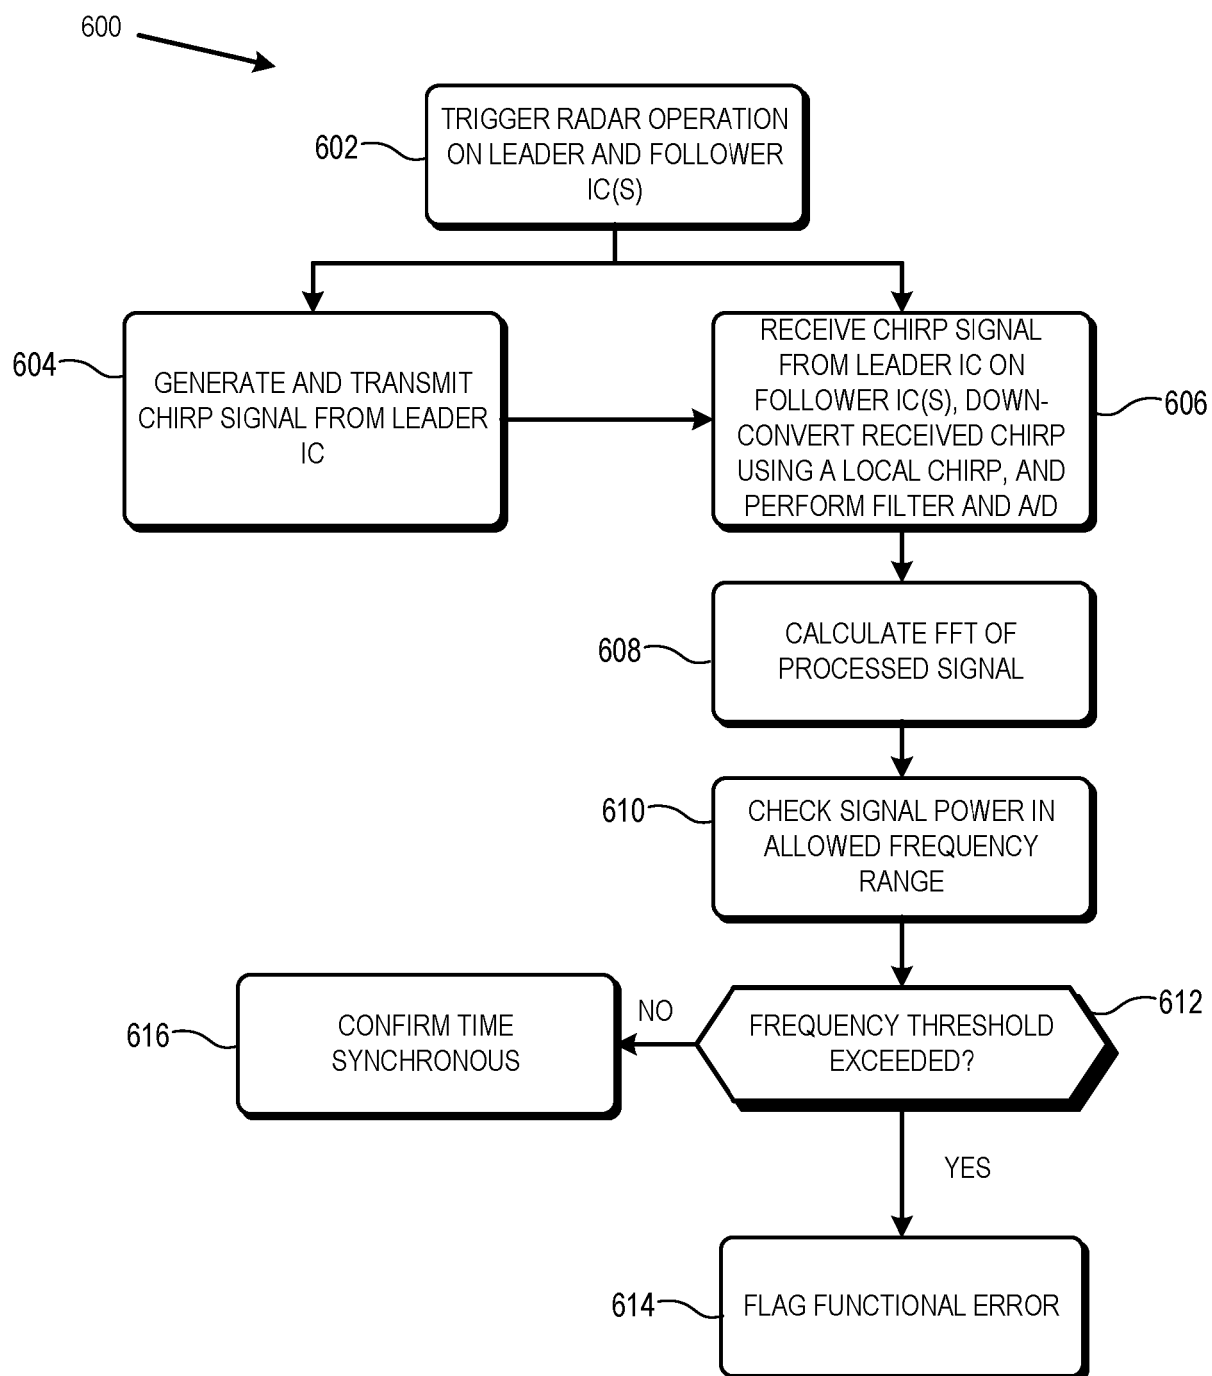 600
602
TRIGGER RADAR OPERATION
ON LEADER AND FOLLOWER
IC(S)
604
GENERATE AND TRANSMIT
CHIRP SIGNAL FROM LEADER
IC
RECEIVE CHIRP SIGNAL
FROM LEADER IC ON
FOLLOWER IC(S), DOWN-
CONVERT RECEIVED CHIRP
USING A LOCAL CHIRP, AND
PERFORM FILTER AND A/D
606
608
CALCULATE FFT OF
PROCESSED SIGNAL
610
CHECK SIGNAL POWER IN
ALLOWED FREQUENCY
RANGE
612
FREQUENCY THRESHOLD
EXCEEDED?
NO
616
CONFIRM TIME
SYNCHRONOUS
YES
614
FLAG FUNCTIONAL ERROR